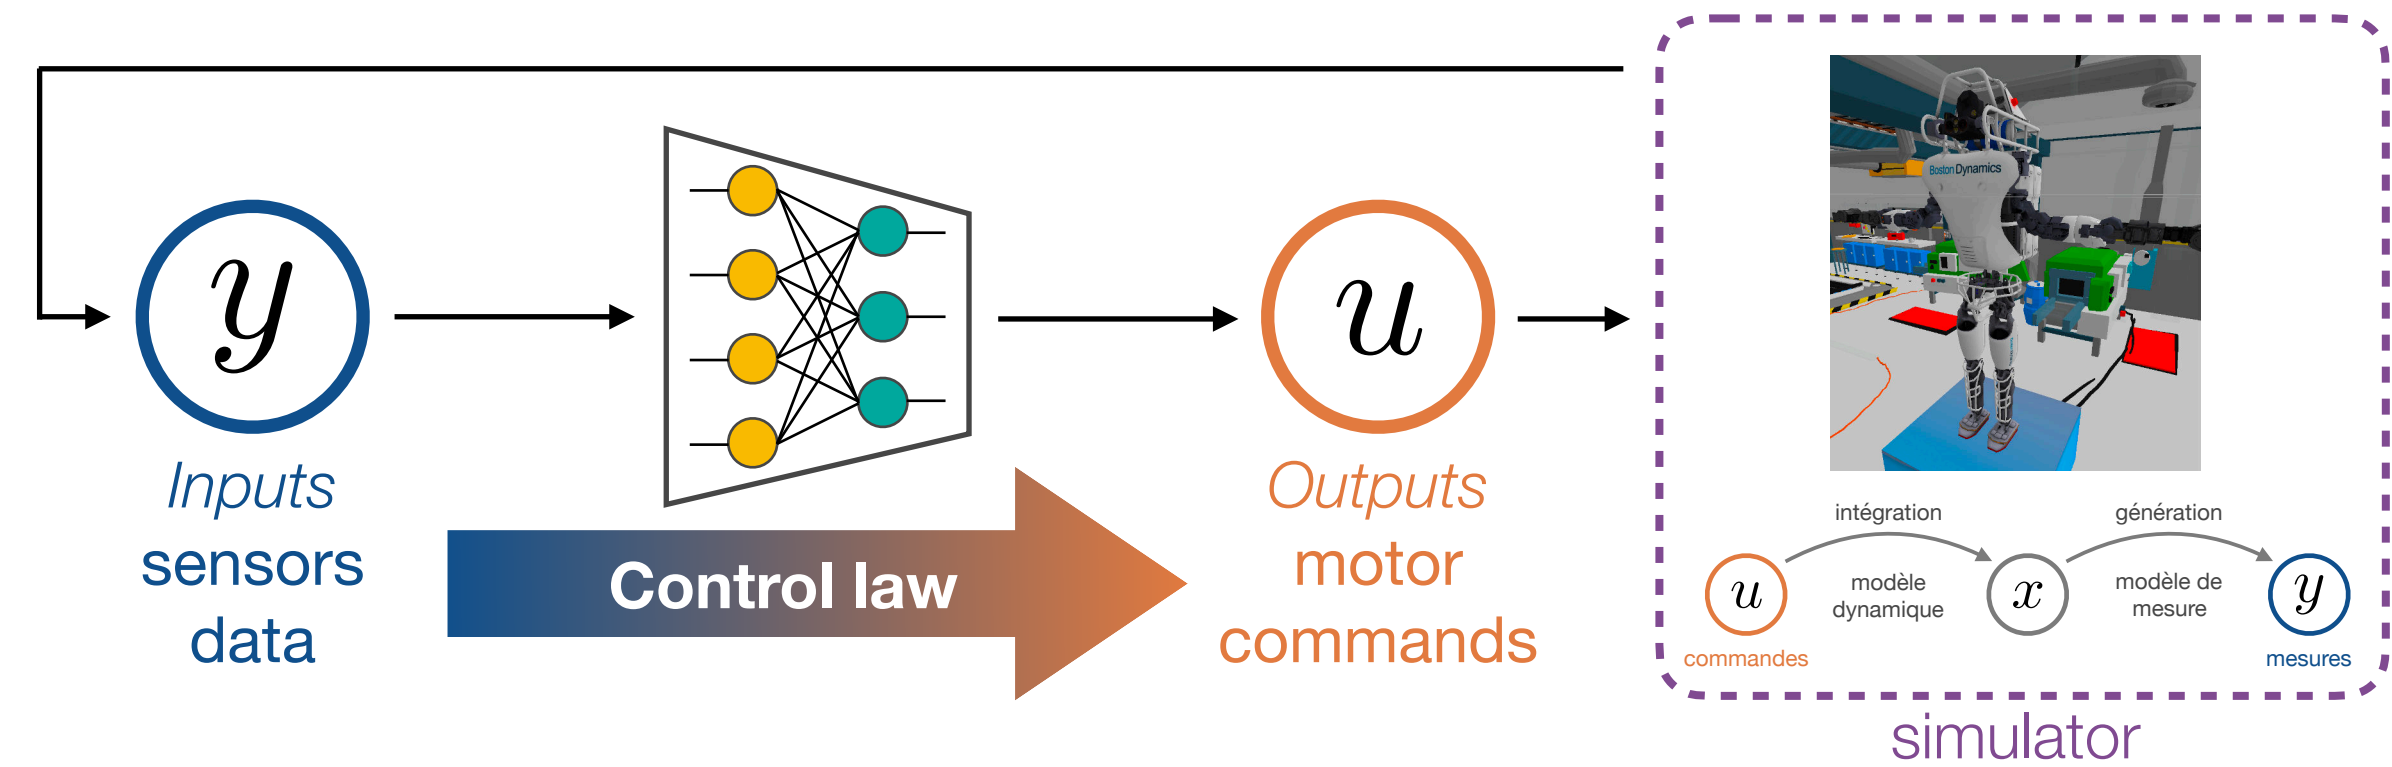 y
Inputs
sensors
data
Control law
u
Outputs
motor
commands
Boston Dynamics
intégration
génération
u
modèle
dynamique
x
modèle de
mesure
y
commandes
mesures
simulator